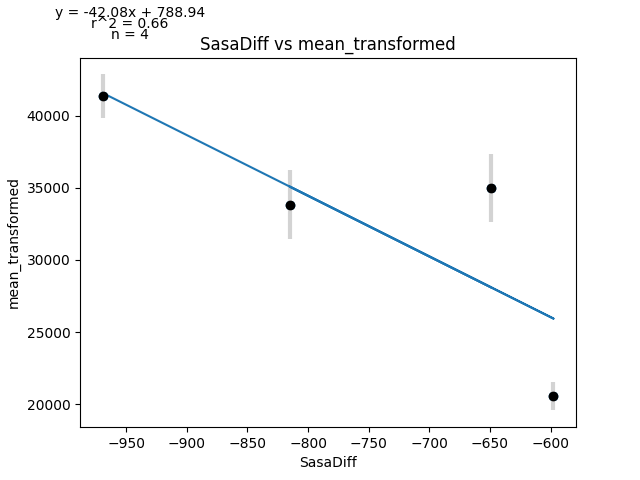 y = -42.08x + 788.94
r^2 = 0.66
n = 4
SasaDiff vs mean_transformed
40000
35000
30000
25000
20000
mean_transformed
−950
−900
−850
−800
−750
−700
−650
−600
SasaDiff